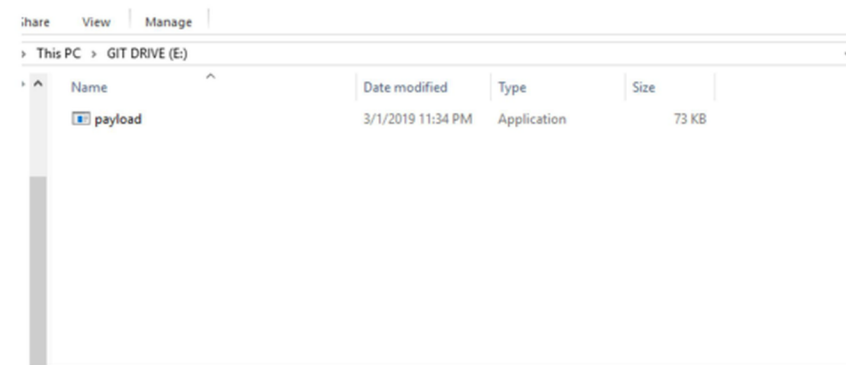 Share View Manage
This PC > GIT DRIVE (E:)
Name Date modified Type Size
payload 3/1/2019 11:34 PM Application 73 KB